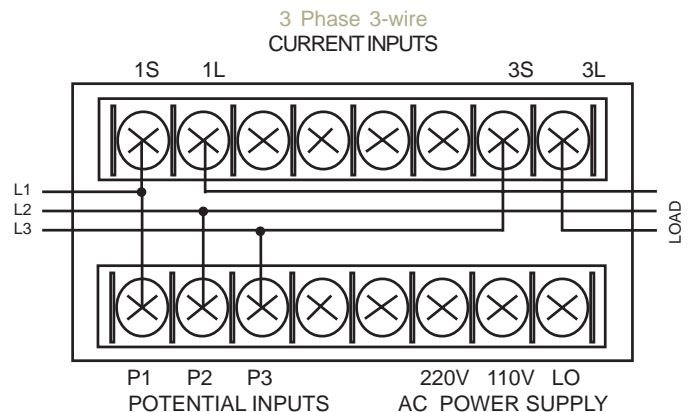 3 Phase 3-wire
CURRENT INPUTS
1S 1L 3S 3L
L1
L2
L3
LOAD
P1 P2 P3 220V 110V LO
POTENTIAL INPUTS AC POWER SUPPLY